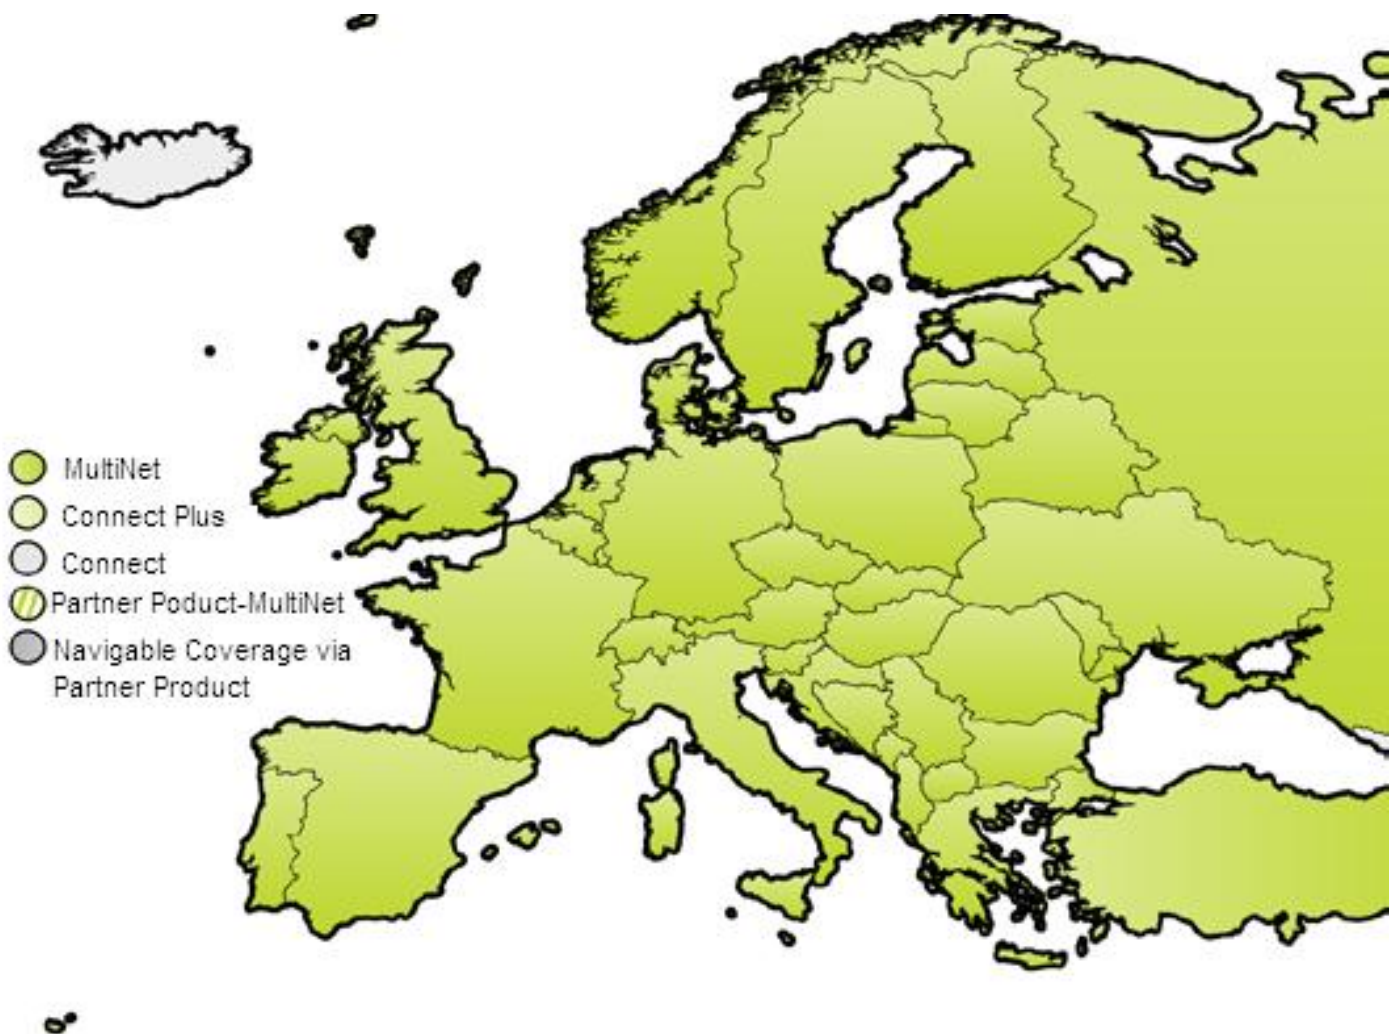 MultiNet
Connect Plus
Connect
Partner Poduct-MultiNet
Navigable Coverage via
Partner Product